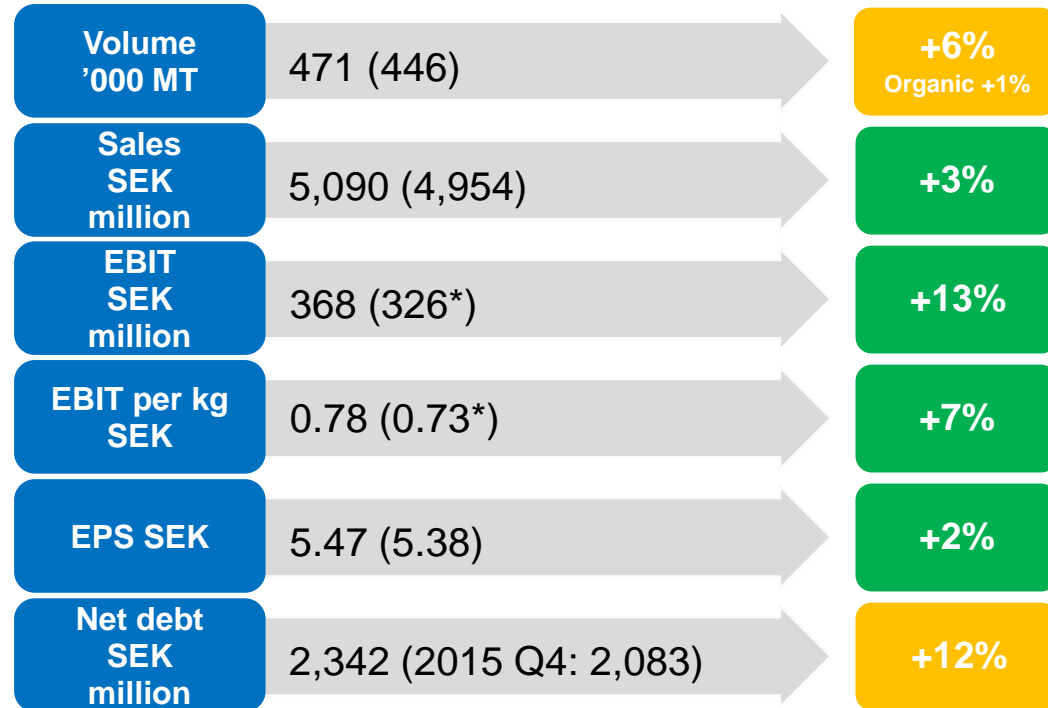 Volume
’000 MT
471 (446)
+6%
Organic +1%
Sales
SEK
million
5,090 (4,954)
+3%
EBIT
SEK
million
368 (326*)
+13%
EBIT per kg
SEK
0.78 (0.73*)
+7%
EPS SEK
5.47 (5.38)
+2%
Net debt
SEK
million
2,342 (2015 Q4: 2,083)
+12%